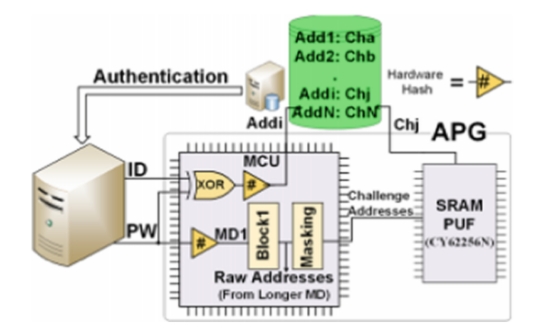 Add1: Cha
Add2: Chb
.
Addi: Chj
AddN: ChN
Hardware
Hash
=
#
Authentication
Addi
Chj
APG
MCU
ID
XOR
#
PW
#
MD1
Block1
Masking
Challenge
Addresses
SRAM
PUF
(CY62256N)
Raw Addresses
(From Longer MD)